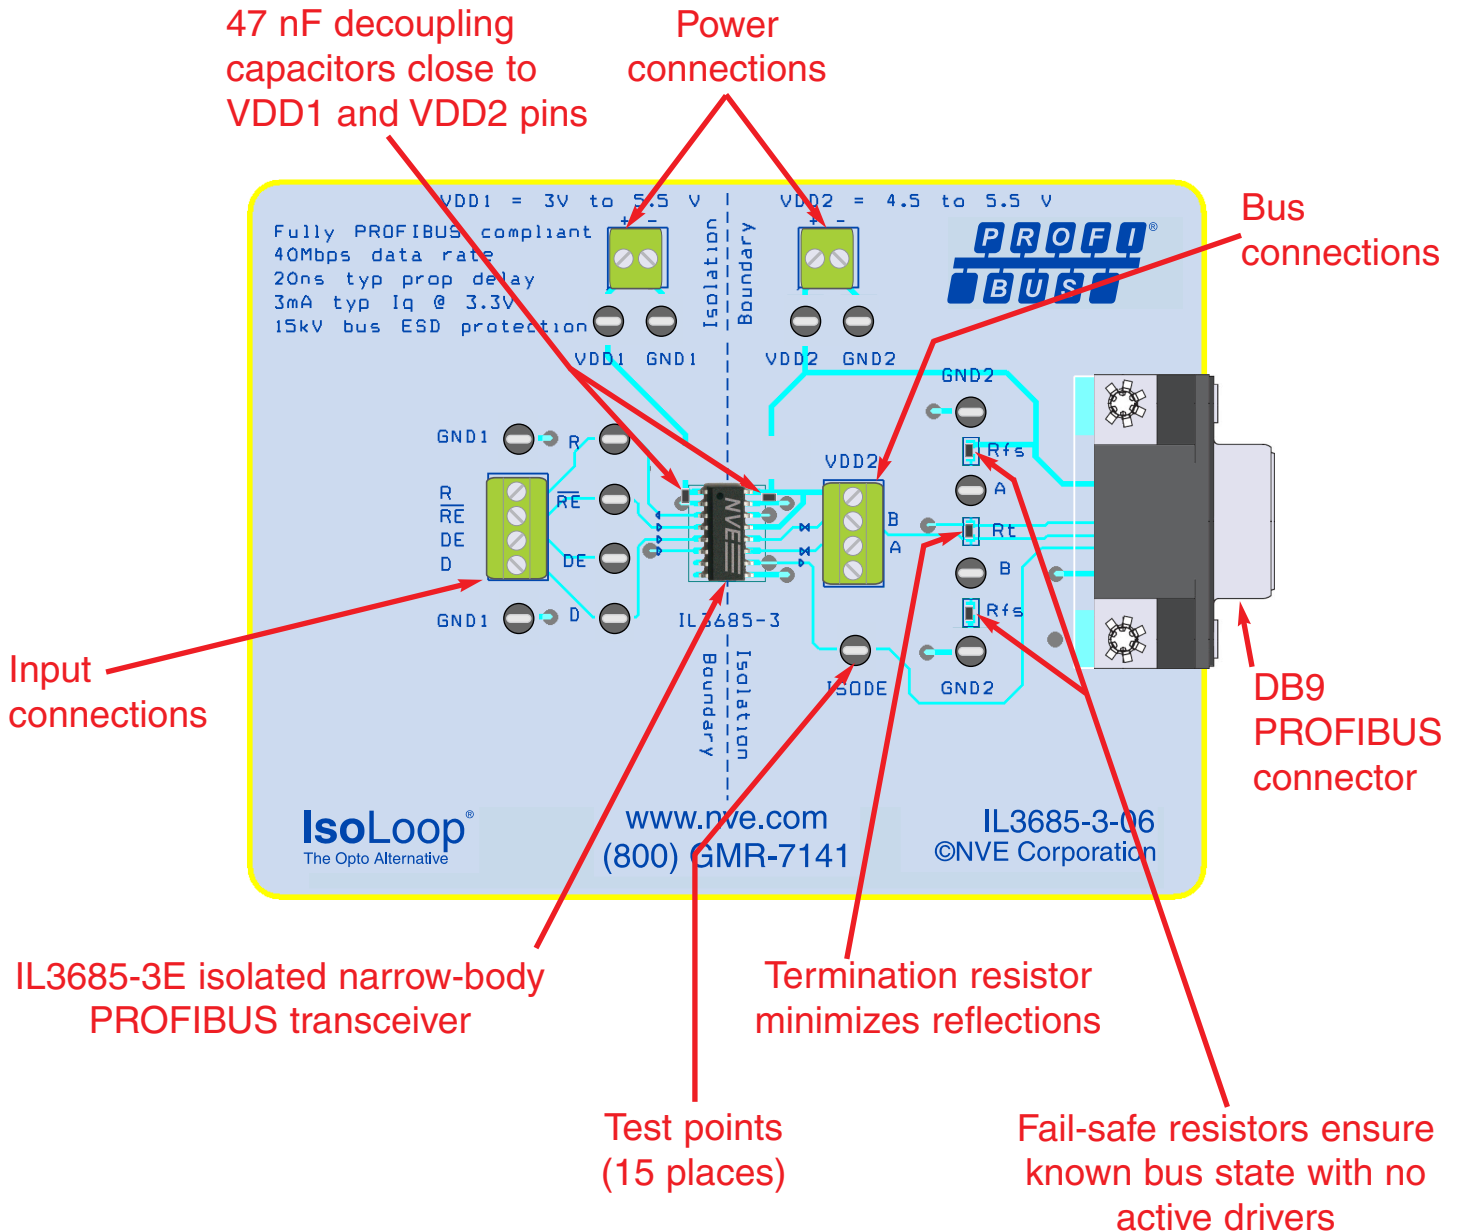 47 nF decoupling
capacitors close to
VDD1 and VDD2 pins
Power
connections
VDD1 = 3V to 5.5 V
VDD2 = 4.5 to 5.5 V
Fully PROFIBUS compliant
40Mbps data rate
20ns typ prop delay
3mA typ Iq @ 3.3V
15kV bus ESD protection
+ −
+ −
Isolation
Boundary
PROFI®
BUS
Bus
connections
VDD1 GND1
VDD2 GND2
GND2
GND1
R
Rfs
VDD2
A
R
RE
DE
D
RE
NVE
B
A
Rt
DE
B
GND1
D
IL3685-3
Rfs
Input
connections
Boundary
Isolation
ISODE
GND2
DB9
PROFIBUS
connector
IsoLoop®
The Opto Alternative
www.nve.com
(800) GMR-7141
IL3685-3-06
©NVE Corporation
IL3685-3E isolated narrow-body
PROFIBUS transceiver
Termination resistor
minimizes reflections
Test points
(15 places)
Fail-safe resistors ensure
known bus state with no
active drivers